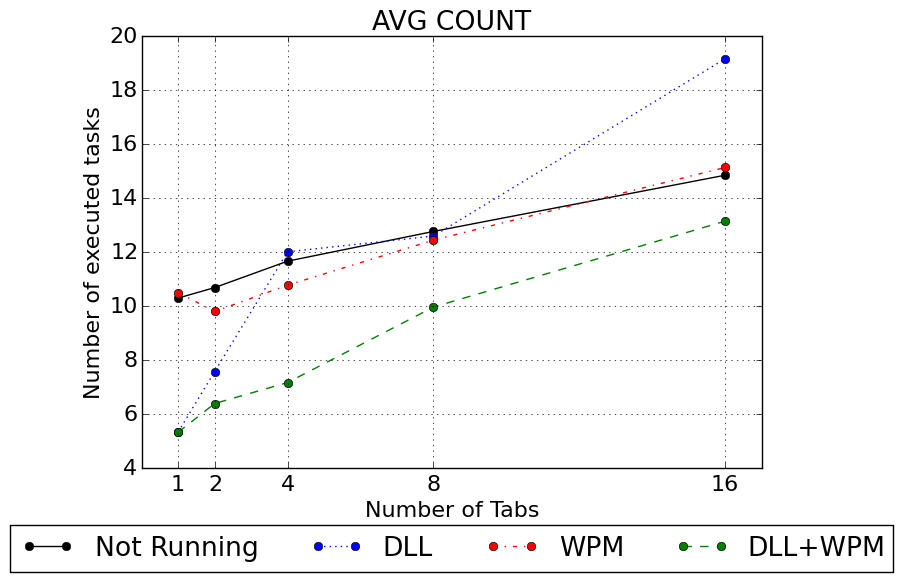 AVG COUNT
20
18
16
14
12
10
8
6
4
Number of executed tasks
1 2 4 8 16
Number of Tabs
Not Running DLL WPM DLL+WPM